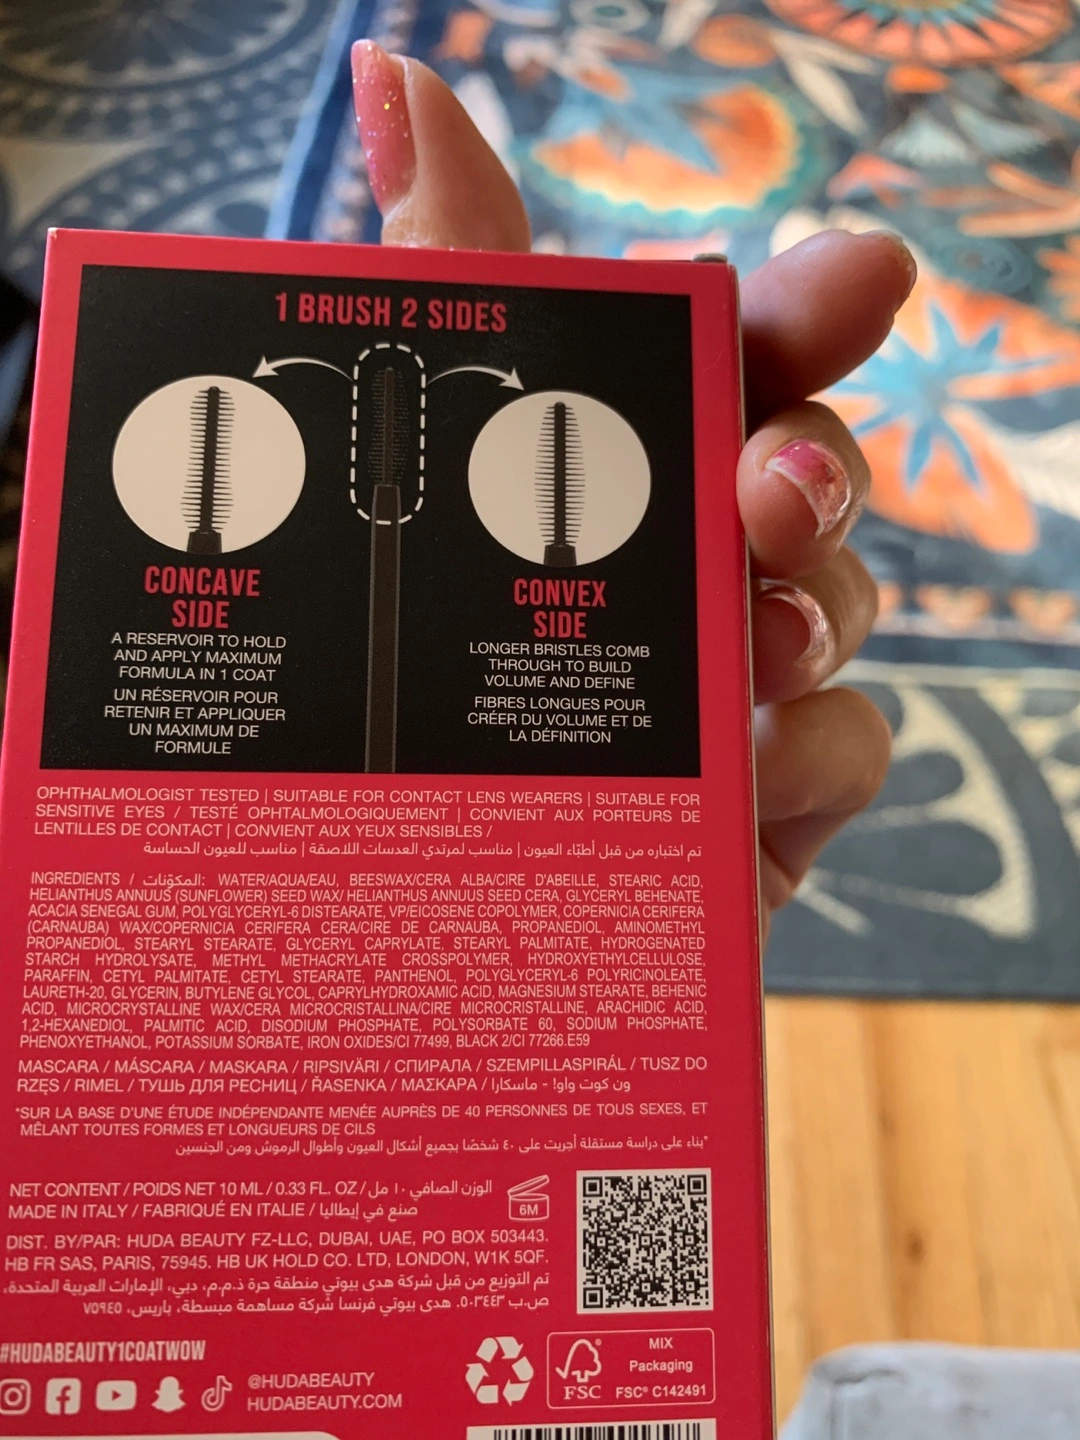 1 BRUSH 2 SIDES
CONCAVE
SIDE
A RESERVOIR TO HOLD
AND APPLY MAXIMUM
FORMULA IN 1 COAT
UN RÉSERVOIR POUR
RETENIR ET APPLIQUER
UN MAXIMUM DE
FORMULE
CONVEX
SIDE
LONGER BRISTLES COMB
THROUGH TO BUILD
VOLUME AND DEFINE
FIBRES LONGUES POUR
CRÉER DU VOLUME ET DE
LA DÉFINITION
OPHTHALMOLOGIST TESTED | SUITABLE FOR CONTACT LENS WEARERS | SUITABLE FOR
SENSITIVE EYES / TESTÉ OPHTALMOLOGIQUEMENT | CONVIENT AUX PORTEURS DE
LENTILLES DE CONTACT | CONVIENT AUX YEUX SENSIBLES /
تم اختباره من قبل أطبّاء العيون | مناسب لمرتدي العدسات اللاصقة | مناسب للعيون الحساسة
INGREDIENTS / المكوّنات: WATER/AQUA/EAU, BEESWAX/CERA ALBA/CIRE D'ABEILLE, STEARIC ACID,
HELIANTHUS ANNUUS (SUNFLOWER) SEED WAX/ HELIANTHUS ANNUUS SEED CERA, GLYCERYL BEHENATE,
ACACIA SENEGAL GUM, POLYGLYCERYL-6 DISTEARATE, VP/EICOSENE COPOLYMER, COPERNICIA CERIFERA
(CARNAUBA) WAX/COPERNICIA CERIFERA CERA/CIRE DE CARNAUBA, PROPANEDIOL, AMINOMETHYL
PROPANEDIOL, STEARYL STEARATE, GLYCERYL CAPRYLATE, STEARYL PALMITATE, HYDROGENATED
STARCH HYDROLYSATE, METHYL METHACRYLATE CROSSPOLYMER, HYDROXYETHYLCELLULOSE,
PARAFFIN, CETYL PALMITATE, CETYL STEARATE, PANTHENOL, POLYGLYCERYL-6 POLYRICINOLEATE,
LAURETH-20, GLYCERIN, BUTYLENE GLYCOL, CAPRYLHYDROXAMIC ACID, MAGNESIUM STEARATE, BEHENIC
ACID, MICROCRYSTALLINE WAX/CERA MICROCRISTALLINA/CIRE MICROCRISTALLINE, ARACHIDIC ACID,
1,2-HEXANEDIOL, PALMITIC ACID, DISODIUM PHOSPHATE, POLYSORBATE 60, SODIUM PHOSPHATE,
PHENOXYETHANOL, POTASSIUM SORBATE, IRON OXIDES/CI 77499, BLACK 2/CI 77266.E59
MASCARA / MÁSCARA / MASKARA / RIPSIVÄRI / СПИРАЛА / SZEMPILLASPIRÁL / TUSZ DO
RZĘS / RIMEL / ТУШЬ ДЛЯ РЕСНИЦ / ŘASENKA / ΜΑΣΚΑΡΑ / ون كوت واو! - ماسكارا
*SUR LA BASE D'UNE ÉTUDE INDÉPENDANTE MENÉE AUPRÈS DE 40 PERSONNES DE TOUS SEXES, ET
MÊLANT TOUTES FORMES ET LONGUEURS DE CILS
*بناء على دراسة مستقلة أجريت على ٤٠ شخصًا بجميع أشكال العيون وأطوال الرموش ومن الجنسين
NET CONTENT / POIDS NET 10 ML / 0.33 FL. OZ / الوزن الصافي ١٠ مل
MADE IN ITALY / FABRIQUÉ EN ITALIE / صنع في إيطاليا
6M
DIST. BY/PAR: HUDA BEAUTY FZ-LLC, DUBAI, UAE, PO BOX 503443.
HB FR SAS, PARIS, 75945. HB UK HOLD CO. LTD, LONDON, W1K 5QF.
تم التوزيع من قبل شركة هدى بيوتي منطقة حرة ذ.م.م، دبي، الإمارات العربية المتحدة،
ص.ب ٥٠٣٤٤٣. هدى بيوتي فرنسا شركة مساهمة مبسطة، باريس، ٧٥٩٤٥
#HUDABEAUTY1COATWOW
@HUDABEAUTY
HUDABEAUTY.COM
FSC
MIX
Packaging
FSC® C142491